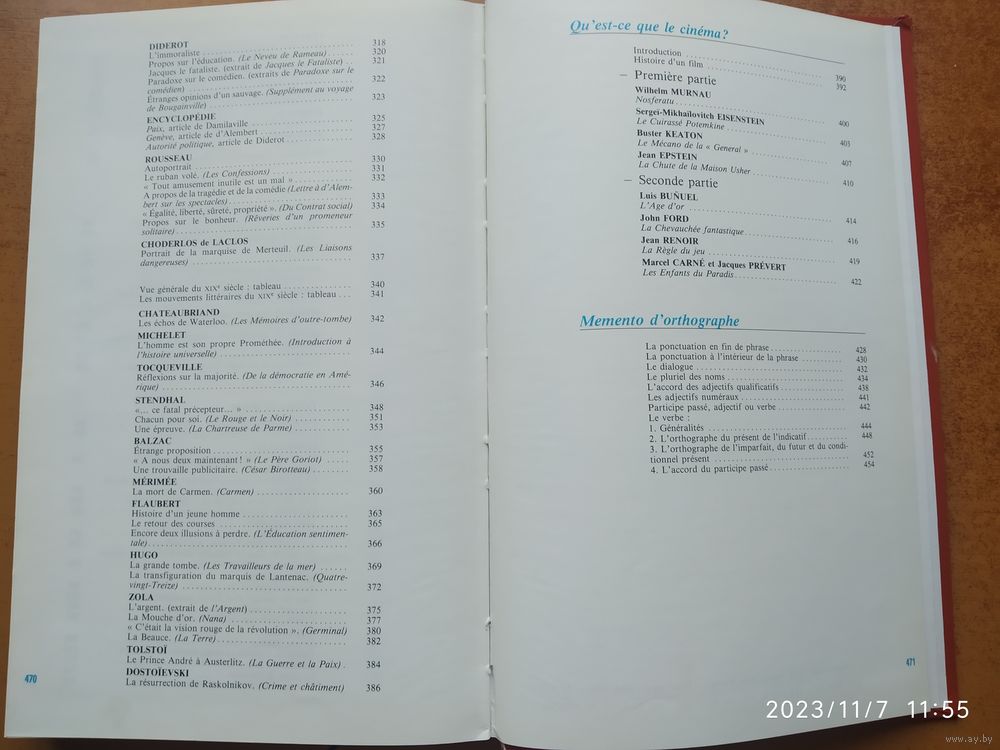 DIDEROT
L'immoraliste ........ 318
Propos sur l'éducation. (Le Neveu de Rameau) ........ 320
Jacques le fataliste. (extrait de Jacques le Fataliste) .. 321
Paradoxe sur le comédien. (extraits de Paradoxe sur le
comédien) ........ 322
Étranges opinions d'un sauvage. (Supplément au voyage
de Bougainville) ........ 323
ENCYCLOPÉDIE
Paix, article de Damilaville ........ 325
Genève, article de d'Alembert ........ 327
Autorité politique, article de Diderot ........ 328
ROUSSEAU
Autoportrait ........ 330
Le ruban volé. (Les Confessions) ........ 331
« Tout amusement inutile est un mal » ........ 332
A propos de la tragédie et de la comédie (Lettre à d'Alem-
bert sur les spectacles) ........ 333
« Égalité, liberté, sûreté, propriété ». (Du Contrat social) 334
Propos sur le bonheur. (Rêveries d'un promeneur
solitaire) ........ 335
CHODERLOS de LACLOS
Portrait de la marquise de Merteuil. (Les Liaisons
dangereuses) ........ 337
Vue générale du XIXe siècle : tableau ........ 340
Les mouvements littéraires du XIXe siècle : tableau ... 341
CHATEAUBRIAND
Les échos de Waterloo. (Les Mémoires d'outre-tombe) 342
MICHELET
L'homme est son propre Prométhée. (Introduction à
l'histoire universelle) ........ 344
TOCQUEVILLE
Réflexions sur la majorité. (De la démocratie en Amé-
rique) ........ 346
STENDHAL
«... ce fatal précepteur... » ........ 348
Chacun pour soi. (Le Rouge et le Noir) ........ 351
Une épreuve. (La Chartreuse de Parme) ........ 353
BALZAC
Étrange proposition ........ 355
« A nous deux maintenant! » (Le Père Goriot) ........ 357
Une trouvaille publicitaire. (César Birotteau) ........ 358
MÉRIMÉE
La mort de Carmen. (Carmen) ........ 360
FLAUBERT
Histoire d'un jeune homme ........ 363
Le retour des courses ........ 365
Encore deux illusions à perdre. (L'Éducation sentimen-
tale) ........ 366
HUGO
La grande tombe. (Les Travailleurs de la mer) ...... 369
La transfiguration du marquis de Lantenac. (Quatre-
vingt-Treize) ........ 372
ZOLA
L'argent. (extrait de l'Argent) ........ 375
La Mouche d'or. (Nana) ........ 377
« C'était la vision rouge de la révolution ». (Germinal) 380
La Beauce. (La Terre) ........ 382
TOLSTOÏ
Le Prince André à Austerlitz. (La Guerre et la Paix) . 384
DOSTOÏEVSKI
La résurrection de Raskolnikov. (Crime et châtiment) 386
470
Qu'est-ce que le cinéma?
Introduction ........ 390
Histoire d'un film ........ 392
– Première partie
Wilhelm MURNAU
Nosferatu ........ 400
Sergeï-Mikhaïlovitch EISENSTEIN
Le Cuirassé Potemkine ........ 403
Buster KEATON
Le Mécano de la « General » ........ 407
Jean EPSTEIN
La Chute de la Maison Usher ........ 410
– Seconde partie
Luis BUÑUEL
L'Age d'or ........ 414
John FORD
La Chevauchée fantastique ........ 416
Jean RENOIR
La Règle du jeu ........ 419
Marcel CARNÉ et Jacques PRÉVERT
Les Enfants du Paradis ........ 422
Memento d'orthographe
La ponctuation en fin de phrase ........ 428
La ponctuation à l'intérieur de la phrase ........ 430
Le dialogue ........ 432
Le pluriel des noms ........ 434
L'accord des adjectifs qualificatifs ........ 438
Les adjectifs numéraux ........ 441
Participe passé, adjectif ou verbe ........ 442
Le verbe :
1. Généralités ........ 444
2. L'orthographe du présent de l'indicatif ........ 448
3. L'orthographe de l'imparfait, du futur et du condi-
tionnel présent ........ 452
4. L'accord du participe passé ........ 454
471
2023/11/7 11:55
www.ay.by